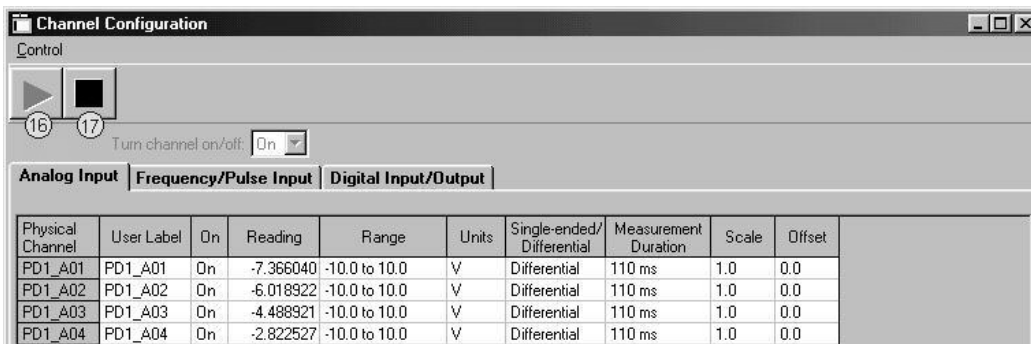 Channel Configuration
Control
16 17
Turn channel on/off: On
Analog Input Frequency/Pulse Input Digital Input/Output
Physical Channel User Label On Reading Range Units Single-ended/ Differential Measurement Duration Scale Offset
PD1_A01 PD1_A01 On -7.366040 -10.0 to 10.0 V Differential 110 ms 1.0 0.0
PD1_A02 PD1_A02 On -6.018922 -10.0 to 10.0 V Differential 110 ms 1.0 0.0
PD1_A03 PD1_A03 On -4.488921 -10.0 to 10.0 V Differential 110 ms 1.0 0.0
PD1_A04 PD1_A04 On -2.822527 -10.0 to 10.0 V Differential 110 ms 1.0 0.0